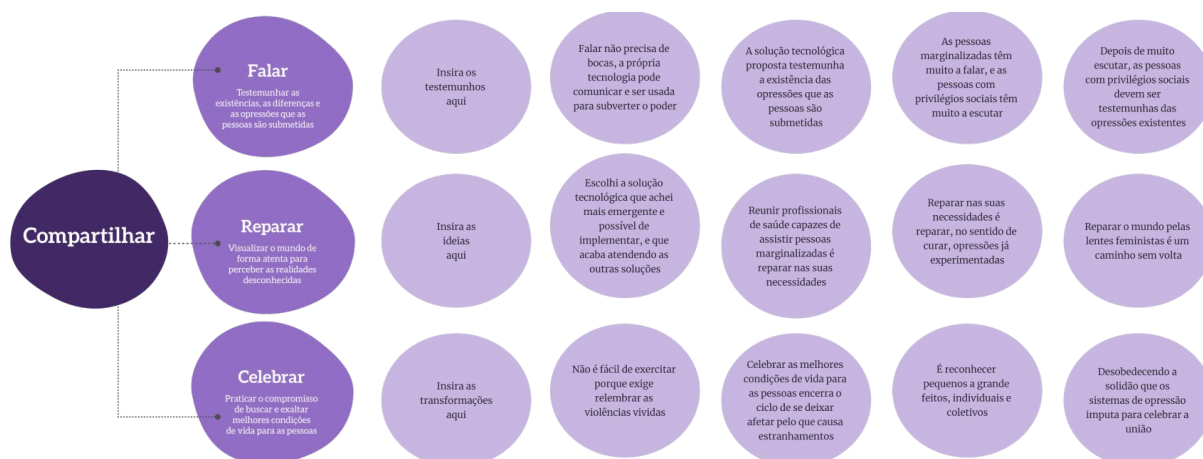 Compartilhar
Falar
Testemunhar as
existências, as diferenças e
as opressões que as
pessoas são submetidas
Insira os
testemunhos
aqui
Falar não precisa de
bocas, a própria
tecnologia pode
comunicar e ser usada
para subverter o poder
A solução tecnológica
proposta testemunha
a existência das
opressões que as
pessoas são
submetidas
As pessoas
marginalizadas têm
muito a falar, e as
pessoas com
privilégios sociais têm
muito a escutar
Depois de muito
escutar, as pessoas
com privilégios sociais
devem ser
testemunhas das
opressões existentes
Reparar
Visualizar o mundo de
forma atenta para
perceber as realidades
desconhecidas
Insira as
ideias
aqui
Escolhi a solução
tecnológica que achei
mais emergente e
possível de
implementar, e que
acaba atendendo as
outras soluções
Reunir profissionais
de saúde capazes de
assistir pessoas
marginalizadas é
reparar nas suas
necessidades
Reparar nas suas
necessidades é
reparar, no sentido de
curar, opressões já
experimentadas
Reparar o mundo pelas
lentes feministas é um
caminho sem volta
Celebrar
Praticar o compromisso
de buscar e exaltar
melhores condições
de vida para as pessoas
Insira as
transformações
aqui
Não é fácil de exercitar
porque exige
relembrar as
violências vividas
Celebrar as melhores
condições de vida para
as pessoas encerra o
ciclo de se deixar
afetar pelo que causa
estranhamentos
É reconhecer
pequenos a grande
feitos, individuais e
coletivos
Desobedecendo a
solidão que os
sistemas de opressão
imputa para celebrar a
união